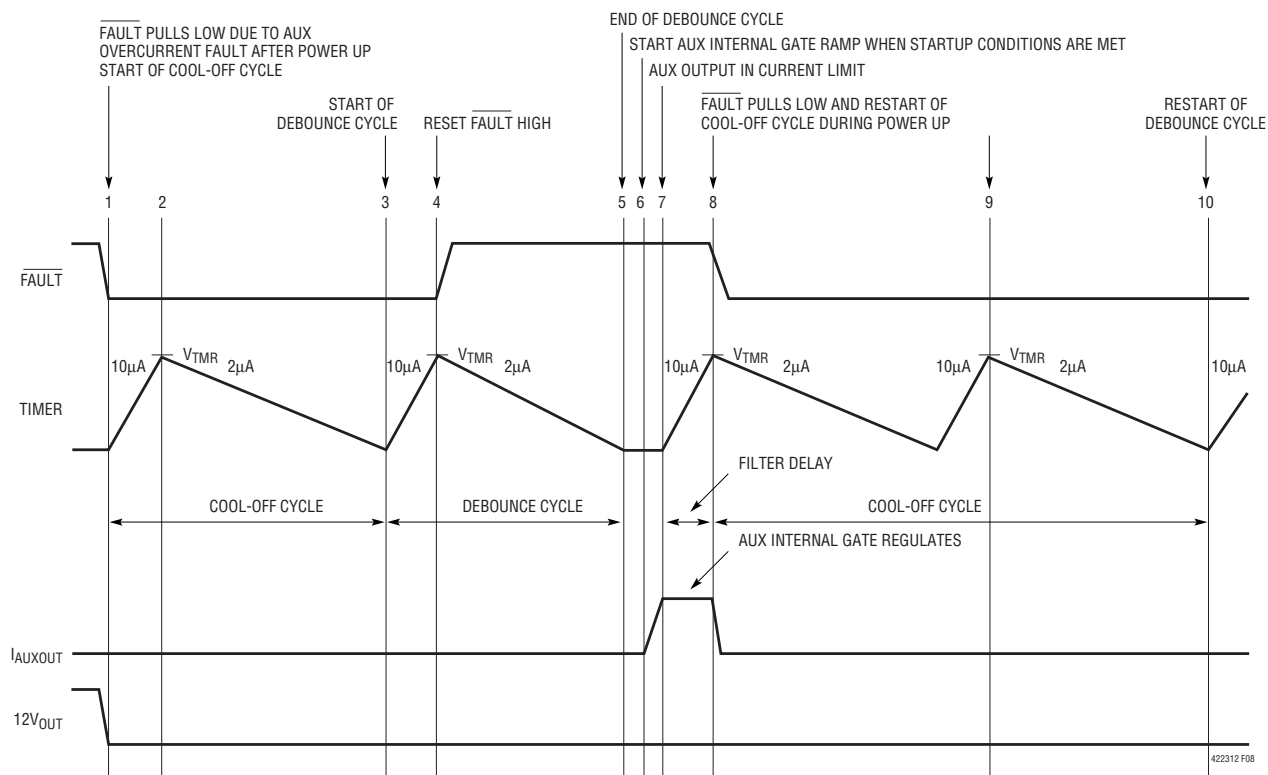 FAULT PULLS LOW DUE TO AUX
OVERCURRENT FAULT AFTER POWER UP
START OF COOL-OFF CYCLE
START OF
DEBOUNCE CYCLE
RESET FAULT HIGH
END OF DEBOUNCE CYCLE
START AUX INTERNAL GATE RAMP WHEN STARTUP CONDITIONS ARE MET
AUX OUTPUT IN CURRENT LIMIT
FAULT PULLS LOW AND RESTART OF
COOL-OFF CYCLE DURING POWER UP
RESTART OF
DEBOUNCE CYCLE
1 2 3 4 5 6 7 8 9 10
FAULT
TIMER
10µA VTMR 2µA 10µA VTMR 2µA 10µA VTMR 2µA 10µA VTMR 2µA 10µA
FILTER DELAY
COOL-OFF CYCLE DEBOUNCE CYCLE COOL-OFF CYCLE
AUX INTERNAL GATE REGULATES
IAUXOUT
12VOUT
422312 F08